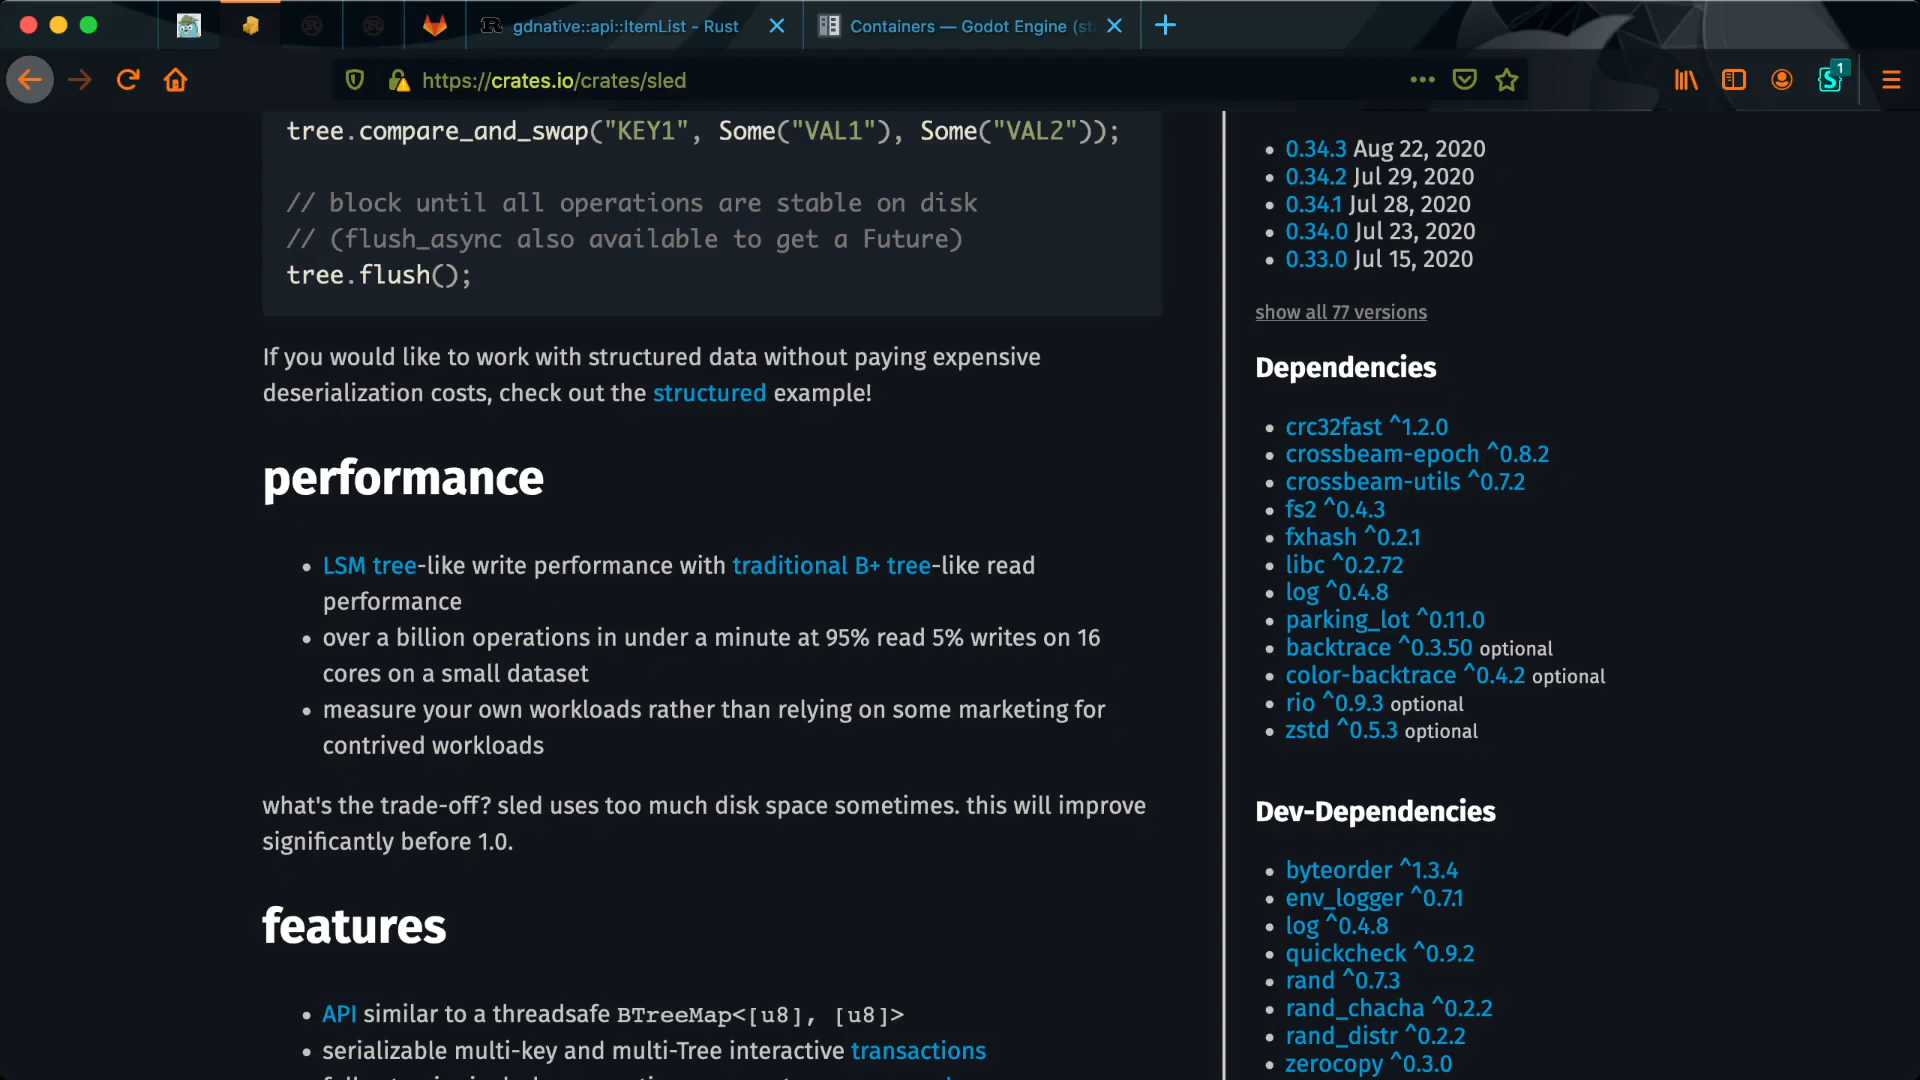 gdnative::api::ItemList - Rust
Containers — Godot Engine (st
https://crates.io/crates/sled
1
tree.compare_and_swap("KEY1", Some("VAL1"), Some("VAL2"));
// block until all operations are stable on disk
// (flush_async also available to get a Future)
tree.flush();
If you would like to work with structured data without paying expensive
deserialization costs, check out the structured example!
performance
• LSM tree-like write performance with traditional B+ tree-like read
performance
• over a billion operations in under a minute at 95% read 5% writes on 16
cores on a small dataset
• measure your own workloads rather than relying on some marketing for
contrived workloads
what's the trade-off? sled uses too much disk space sometimes. this will improve
significantly before 1.0.
features
• API similar to a threadsafe BTreeMap<[u8], [u8]>
• serializable multi-key and multi-Tree interactive transactions
• 0.34.3 Aug 22, 2020
• 0.34.2 Jul 29, 2020
• 0.34.1 Jul 28, 2020
• 0.34.0 Jul 23, 2020
• 0.33.0 Jul 15, 2020
show all 77 versions
Dependencies
• crc32fast ^1.2.0
• crossbeam-epoch ^0.8.2
• crossbeam-utils ^0.7.2
• fs2 ^0.4.3
• fxhash ^0.2.1
• libc ^0.2.72
• log ^0.4.8
• parking_lot ^0.11.0
• backtrace ^0.3.50 optional
• color-backtrace ^0.4.2 optional
• rio ^0.9.3 optional
• zstd ^0.5.3 optional
Dev-Dependencies
• byteorder ^1.3.4
• env_logger ^0.7.1
• log ^0.4.8
• quickcheck ^0.9.2
• rand ^0.7.3
• rand_chacha ^0.2.2
• rand_distr ^0.2.2
• zerocopy ^0.3.0